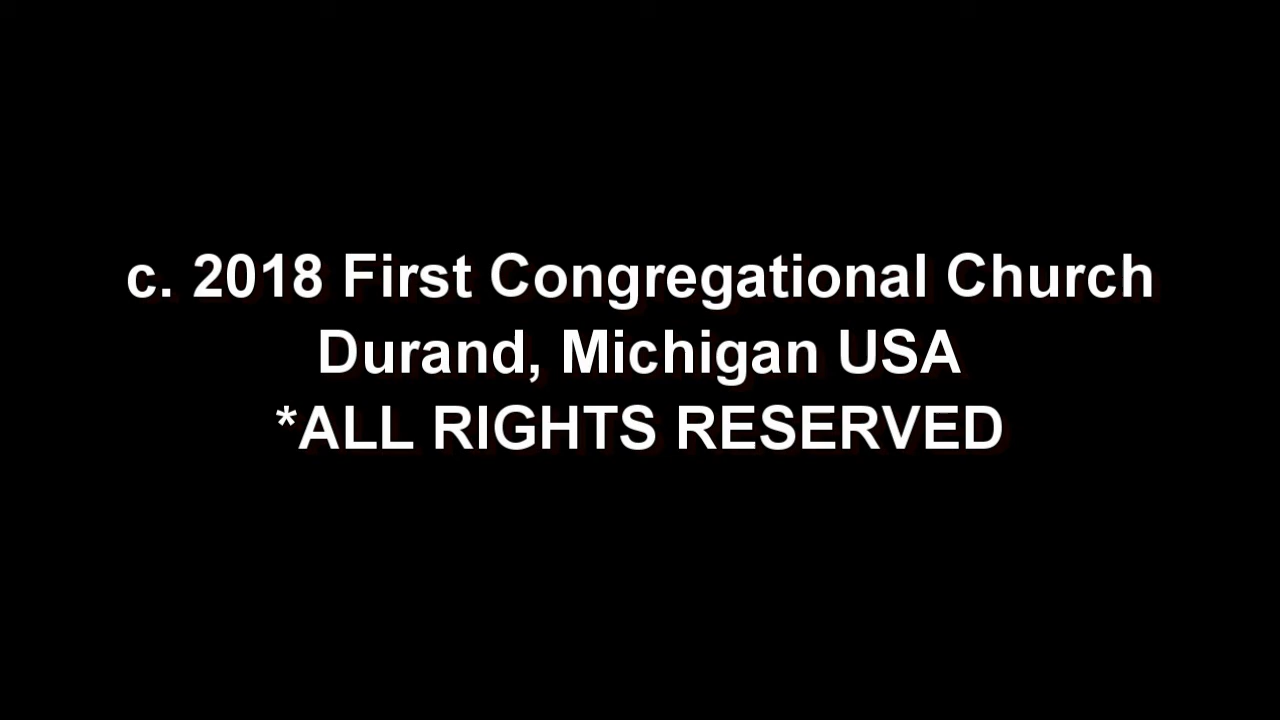 c. 2018 First Congregational Church
Durand, Michigan USA
*ALL RIGHTS RESERVED